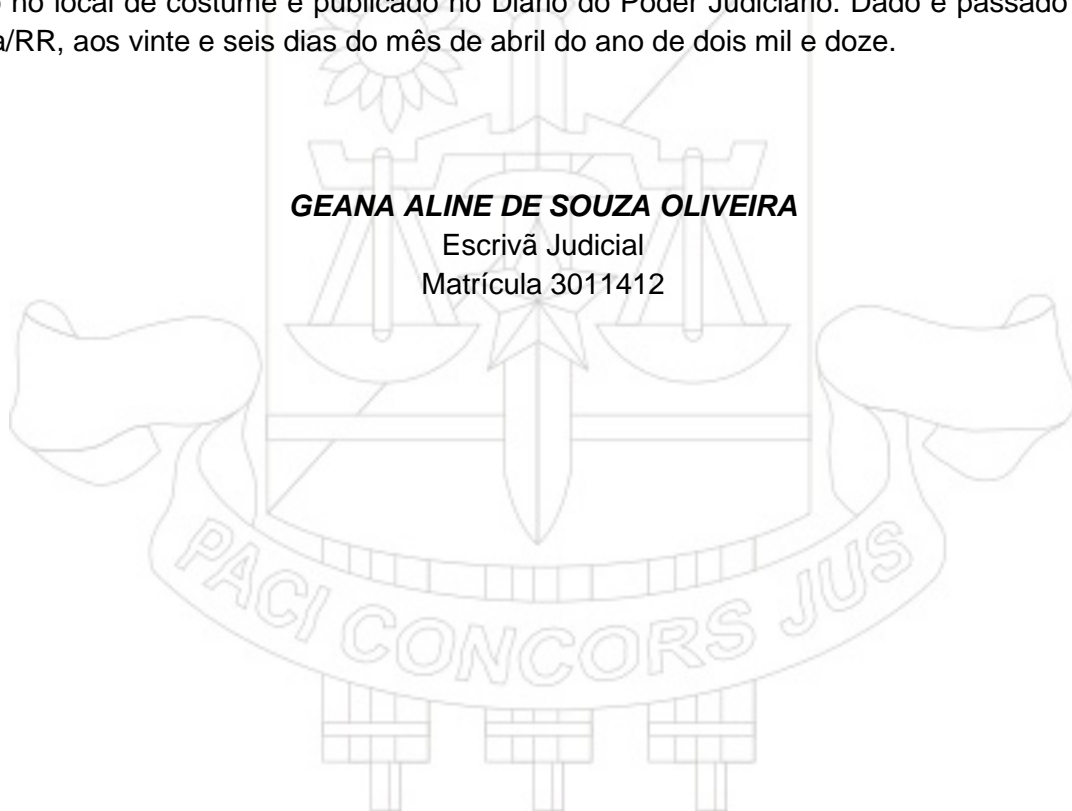 no local de costume e publicado no Diário do Poder Judiciário. Dado e passado
a/RR, aos vinte e seis dias do mês de abril do ano de dois mil e doze.
GEANA ALINE DE SOUZA OLIVEIRA
Escrivã Judicial
Matrícula 3011412
PACI CONCORS JUS